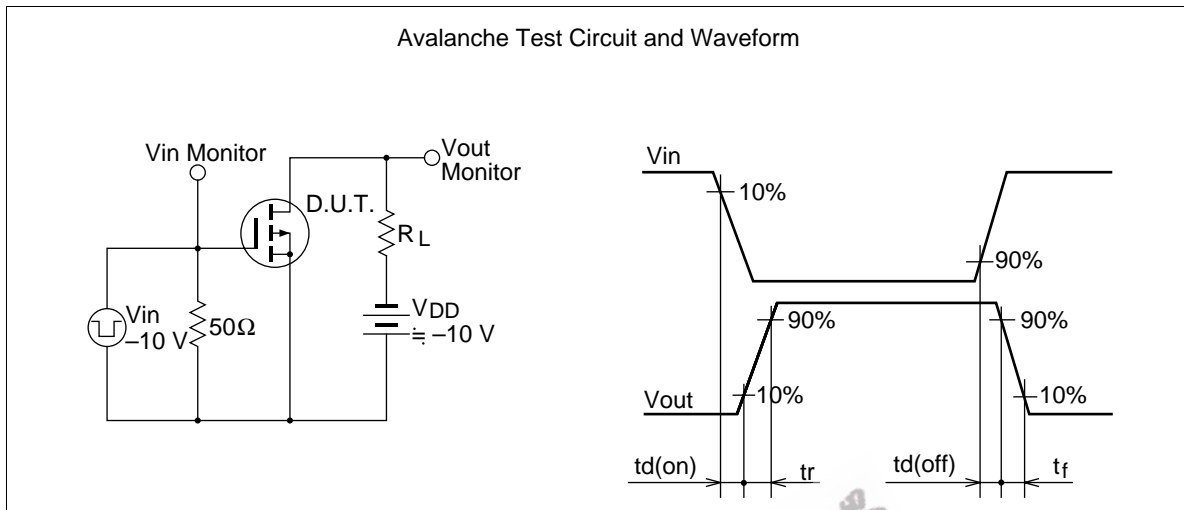 Avalanche Test Circuit and Waveform
Vin Monitor
Vout
Monitor
D.U.T.
RL
Vin
–10 V
50Ω
VDD
≒ –10 V
Vin
10%
90%
90%
90%
10%
10%
Vout
td(on)
tr
td(off)
tf